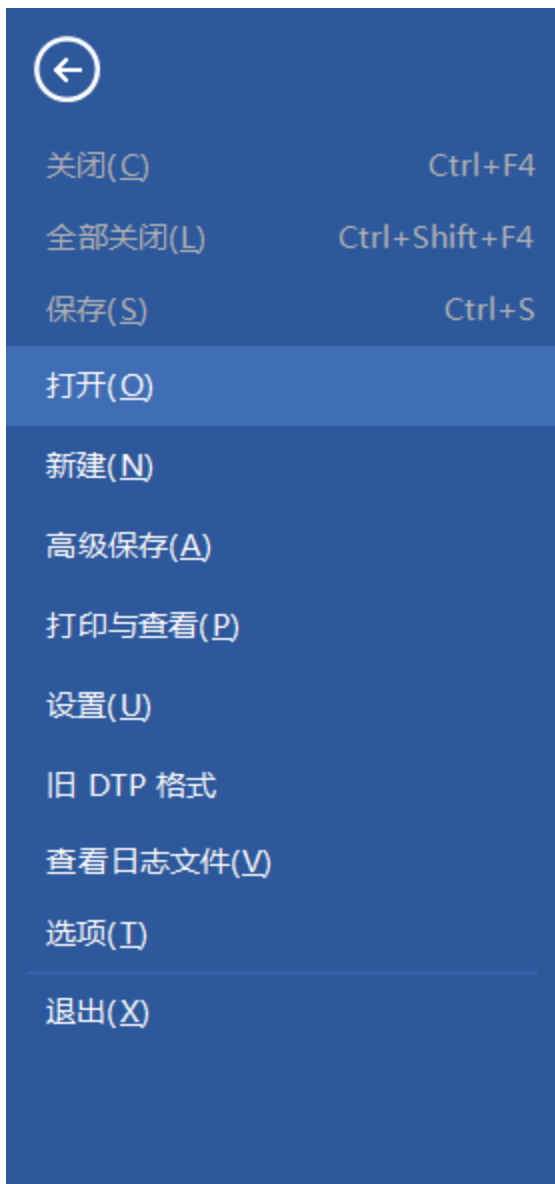 关闭(C) Ctrl+F4
全部关闭(L) Ctrl+Shift+F4
保存(S) Ctrl+S
打开(O)
新建(N)
高级保存(A)
打印与查看(P)
设置(U)
旧 DTP 格式
查看日志文件(V)
选项(T)
退出(X)